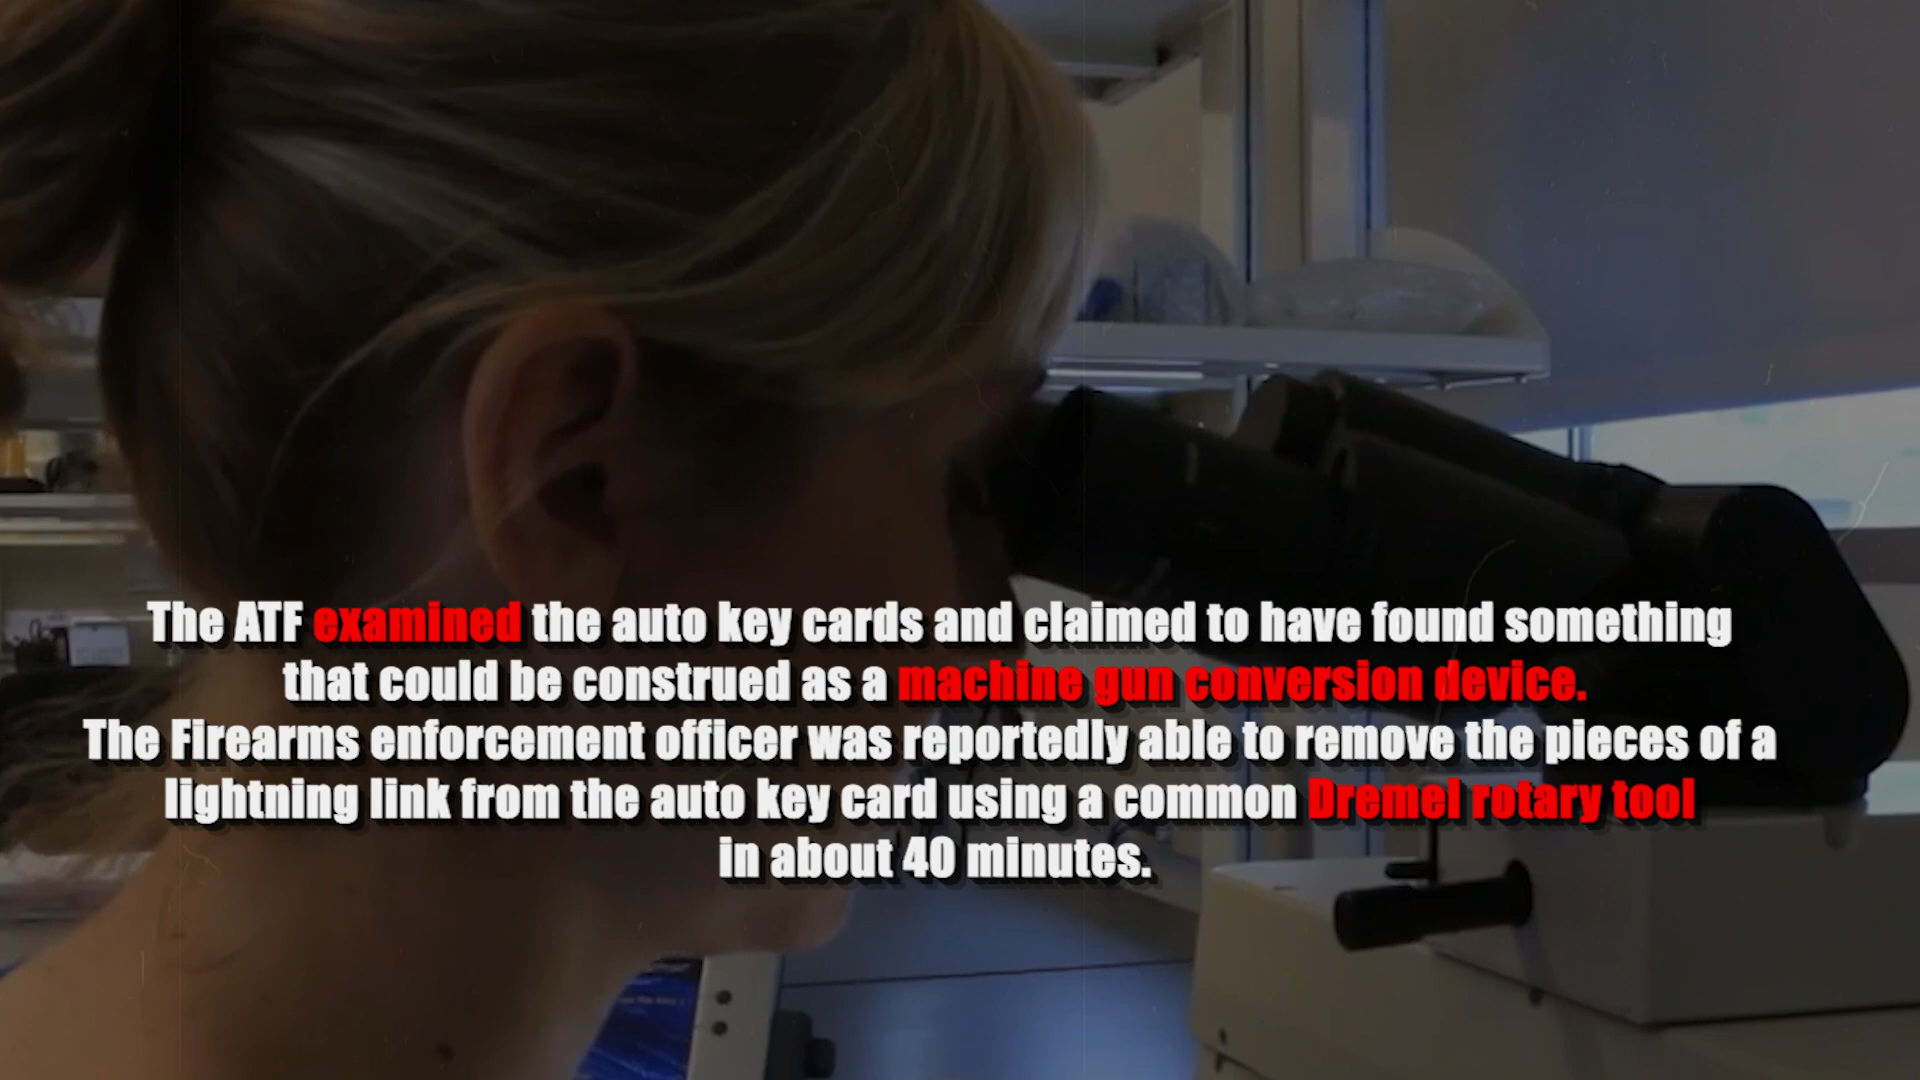 The ATF examined the auto key cards and claimed to have found something
that could be construed as a machine gun conversion device.
The Firearms enforcement officer was reportedly able to remove the pieces of a
lightning link from the auto key card using a common Dremel rotary tool
in about 40 minutes.